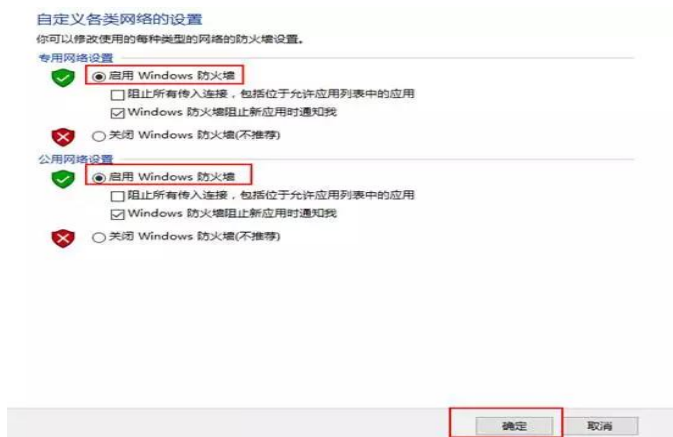 自定义各类网络的设置
你可以修改使用的每种类型的网络的防火墙设置。
专用网络设置
启用 Windows 防火墙
阻止所有传入连接，包括位于允许应用列表中的应用
Windows 防火墙阻止新应用时通知我
关闭 Windows 防火墙(不推荐)
公用网络设置
启用 Windows 防火墙
阻止所有传入连接，包括位于允许应用列表中的应用
Windows 防火墙阻止新应用时通知我
关闭 Windows 防火墙(不推荐)
确定 取消